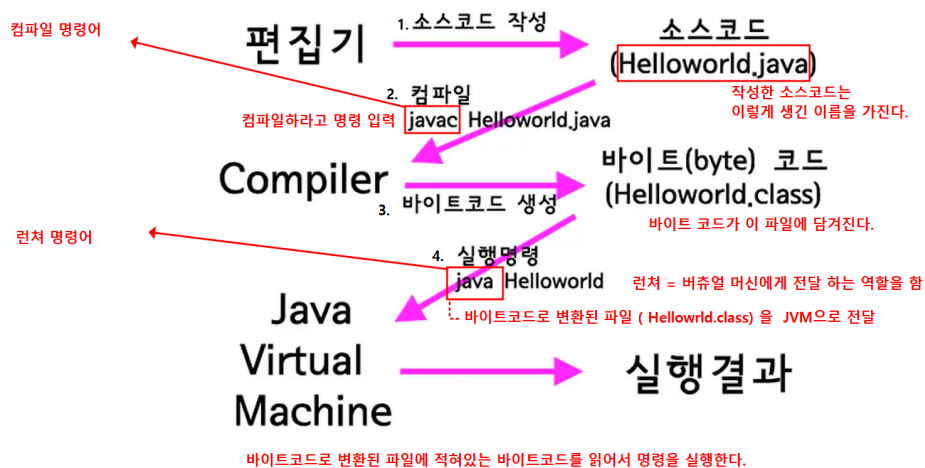 컴파일 명령어
편집기
1. 소스코드 작성
소스코드
(Helloworld.java)
작성한 소스코드는
이렇게 생긴 이름을 가진다.
2. 컴파일
컴파일하라고 명령 입력
javac Helloworld.java
Compiler
3. 바이트코드 생성
바이트(byte) 코드
(Helloworld.class)
바이트 코드가 이 파일에 담겨진다.
런쳐 명령어
4. 실행명령
java Helloworld
런쳐 = 버츄얼 머신에게 전달 하는 역할을 함
바이트코드로 변환된 파일 ( Hellowrld.class) 을 JVM으로 전달
Java
Virtual
Machine
실행결과
바이트코드로 변환된 파일에 적혀있는 바이트코드를 읽어서 명령을 실행한다.